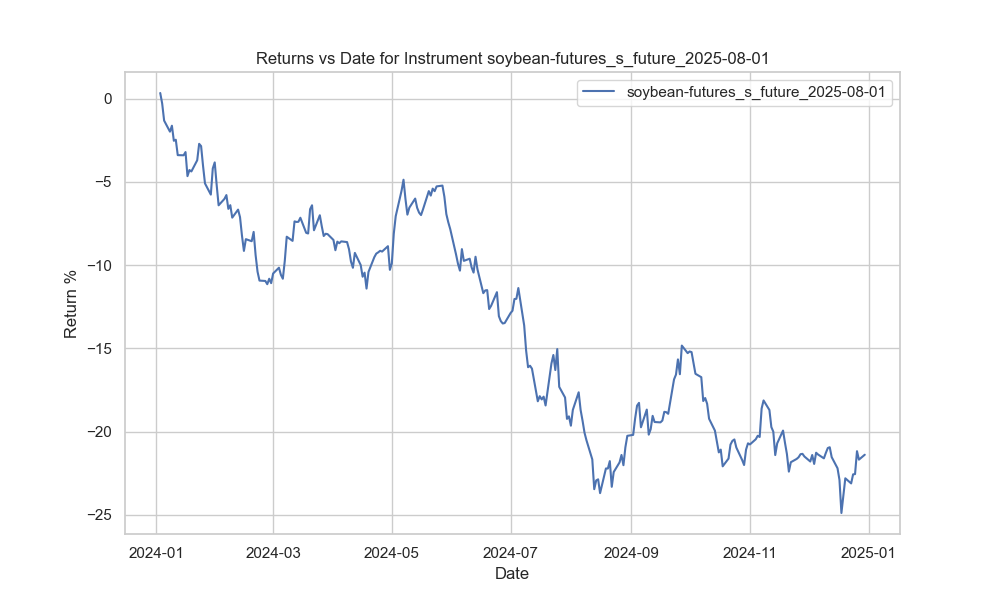 Returns vs Date for Instrument soybean-futures_s_future_2025-08-01
soybean-futures_s_future_2025-08-01
0
−5
−10
−15
−20
−25
Return %
2024-01 2024-03 2024-05 2024-07 2024-09 2024-11 2025-01
Date